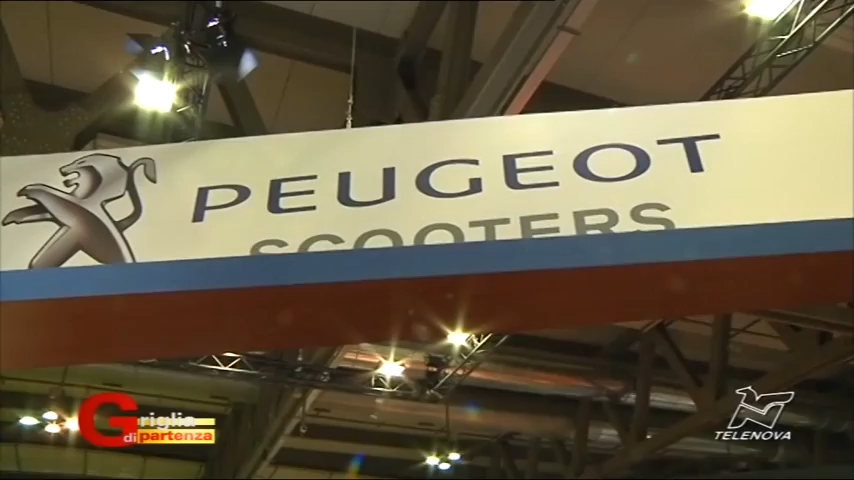 PEUGEOT
SCOOTERS
Griglia
di partenza
TELENOVA